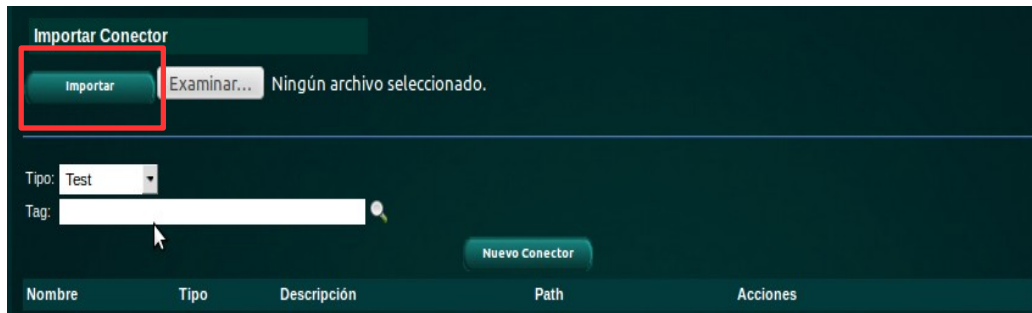 Importar Conector
Importar Examinar... Ningún archivo seleccionado.
Tipo: Test
Tag:
Nuevo Conector
Nombre Tipo Descripción Path Acciones